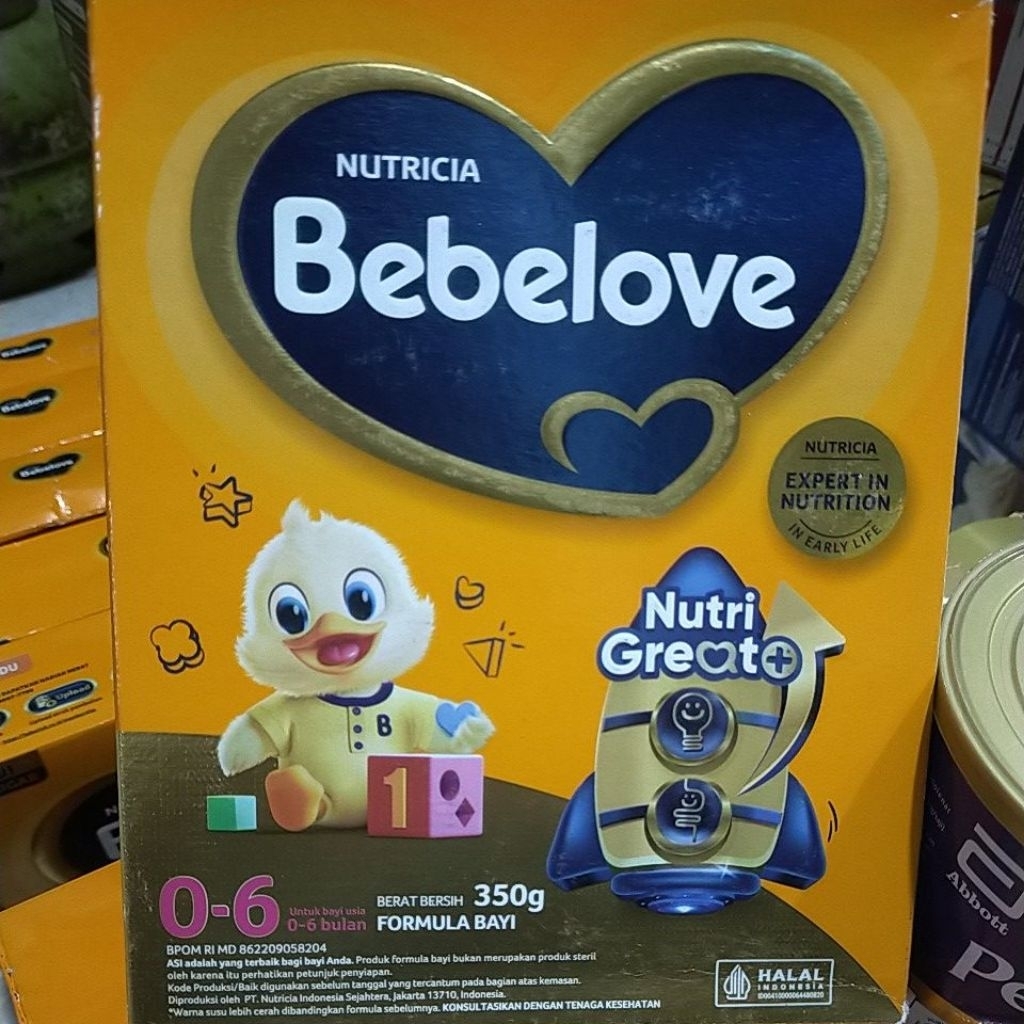 NUTRICIA
Bebelove
NUTRICIA
EXPERT IN
NUTRITION
IN EARLY LIFE
Nutri
Great+
B
1
0-6
Untuk bayi usia
0-6 bulan
BERAT BERSIH 350g
FORMULA BAYI
BPOM RI MD 862209058204
ASI adalah yang terbaik bagi bayi Anda. Produk formula bayi bukan merupakan produk steril
oleh karena itu perhatikan petunjuk penyiapan.
Kode Produksi/Baik digunakan sebelum tanggal yang tercantum pada bagian atas kemasan.
Diproduksi oleh PT. Nutricia Indonesia Sejahtera, Jakarta 13710, Indonesia.
*Warna susu lebih cerah dibandingkan formula sebelumnya. KONSULTASIKAN DENGAN TENAGA KESEHATAN
HALAL
INDONESIA
Bebelove
Bebelove
Bebelove
Upload
Abbott
Pe